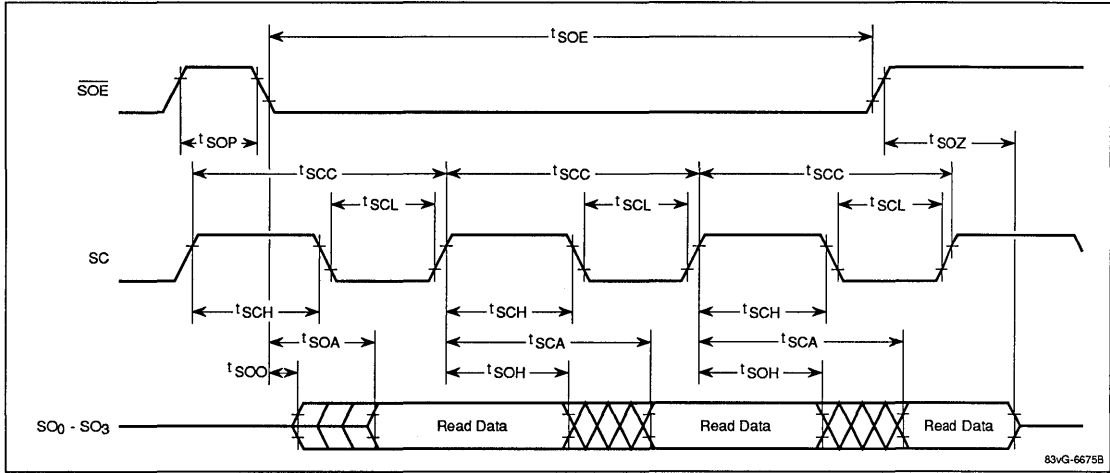 tSOE
SOE
tSOP
tSOZ
tSCC tSCC tSCC
tSCL tSCL tSCL
SC
tSCH tSCH tSCH
tSOA tSCA tSCA
tSOO tSOH tSOH
SO0 - SO3 Read Data Read Data Read Data
83vG-6675B